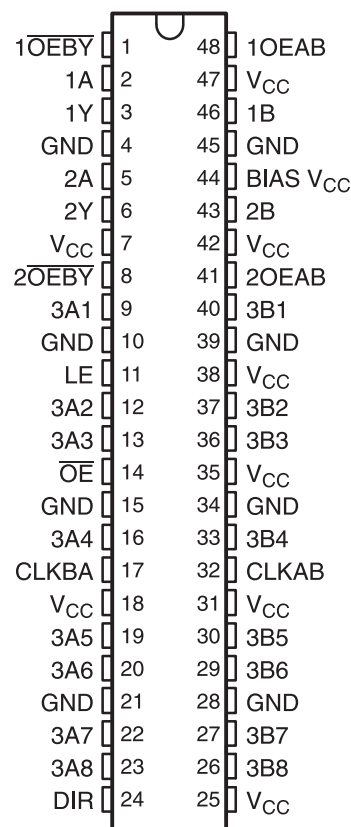 1O̅E̅B̅Y̅ 1 48 1OEAB
1A 2 47 VCC
1Y 3 46 1B
GND 4 45 GND
2A 5 44 BIAS VCC
2Y 6 43 2B
VCC 7 42 VCC
2O̅E̅B̅Y̅ 8 41 2OEAB
3A1 9 40 3B1
GND 10 39 GND
LE 11 38 VCC
3A2 12 37 3B2
3A3 13 36 3B3
O̅E̅ 14 35 VCC
GND 15 34 GND
3A4 16 33 3B4
CLKBA 17 32 CLKAB
VCC 18 31 VCC
3A5 19 30 3B5
3A6 20 29 3B6
GND 21 28 GND
3A7 22 27 3B7
3A8 23 26 3B8
DIR 24 25 VCC